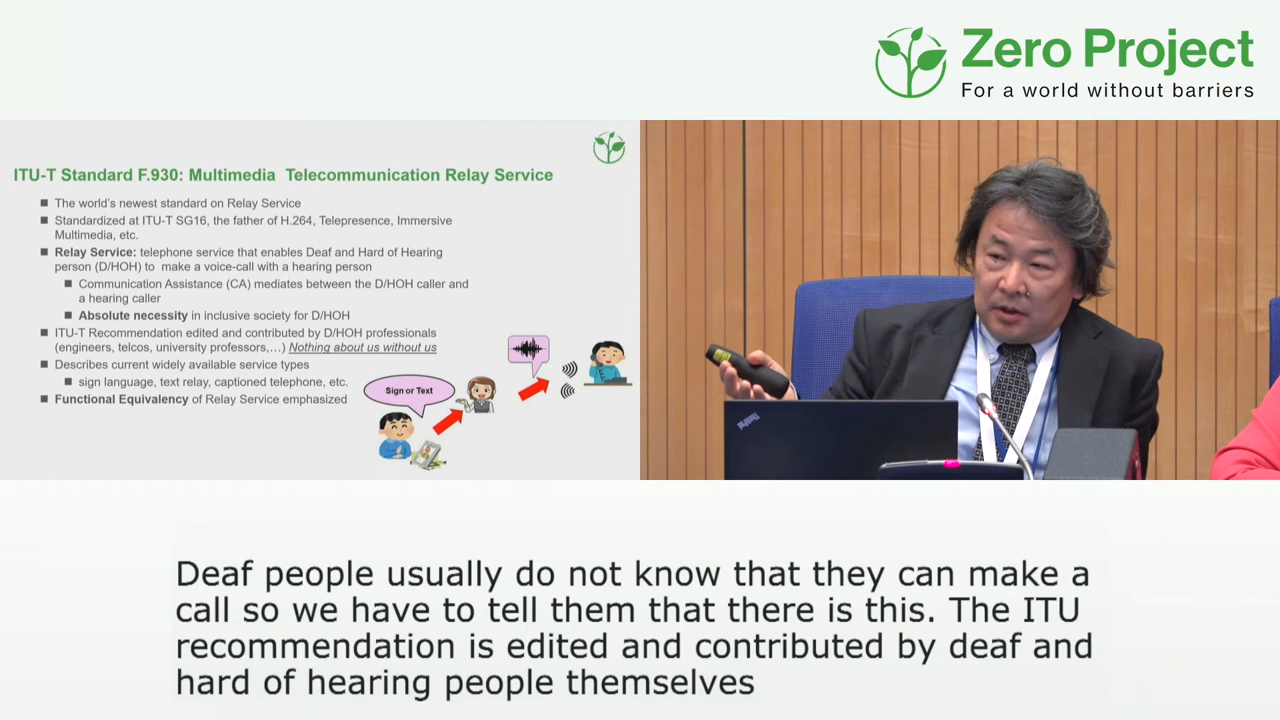 Zero Project
For a world without barriers
ITU-T Standard F.930: Multimedia Telecommunication Relay Service
The world's newest standard on Relay Service
Standardized at ITU-T SG16, the father of H.264, Telepresence, Immersive
Multimedia, etc.
Relay Service: telephone service that enables Deaf and Hard of Hearing
person (D/HOH) to make a voice-call with a hearing person
Communication Assistance (CA) mediates between the D/HOH caller and
a hearing caller
Absolute necessity in inclusive society for D/HOH
ITU-T Recommendation edited and contributed by D/HOH professionals
(engineers, telcos, university professors,...) Nothing about us without us
Describes current widely available service types
sign language, text relay, captioned telephone, etc.
Functional Equivalency of Relay Service emphasized
Sign or Text
ThinkPad
Deaf people usually do not know that they can make a
call so we have to tell them that there is this. The ITU
recommendation is edited and contributed by deaf and
hard of hearing people themselves